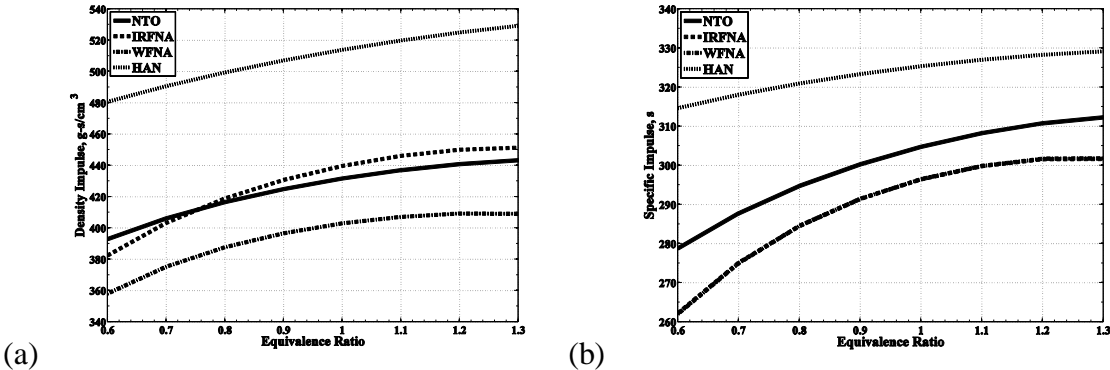 (a)
Density Impulse, g-s/cm³
540
520
500
480
460
440
420
400
380
360
340
NTO
IRFNA
WFNA
HAN
0.6 0.7 0.8 0.9 1 1.1 1.2 1.3
Equivalence Ratio
(b)
Specific Impulse, s
340
330
320
310
300
290
280
270
260
NTO
IRFNA
WFNA
HAN
0.6 0.7 0.8 0.9 1 1.1 1.2 1.3
Equivalence Ratio